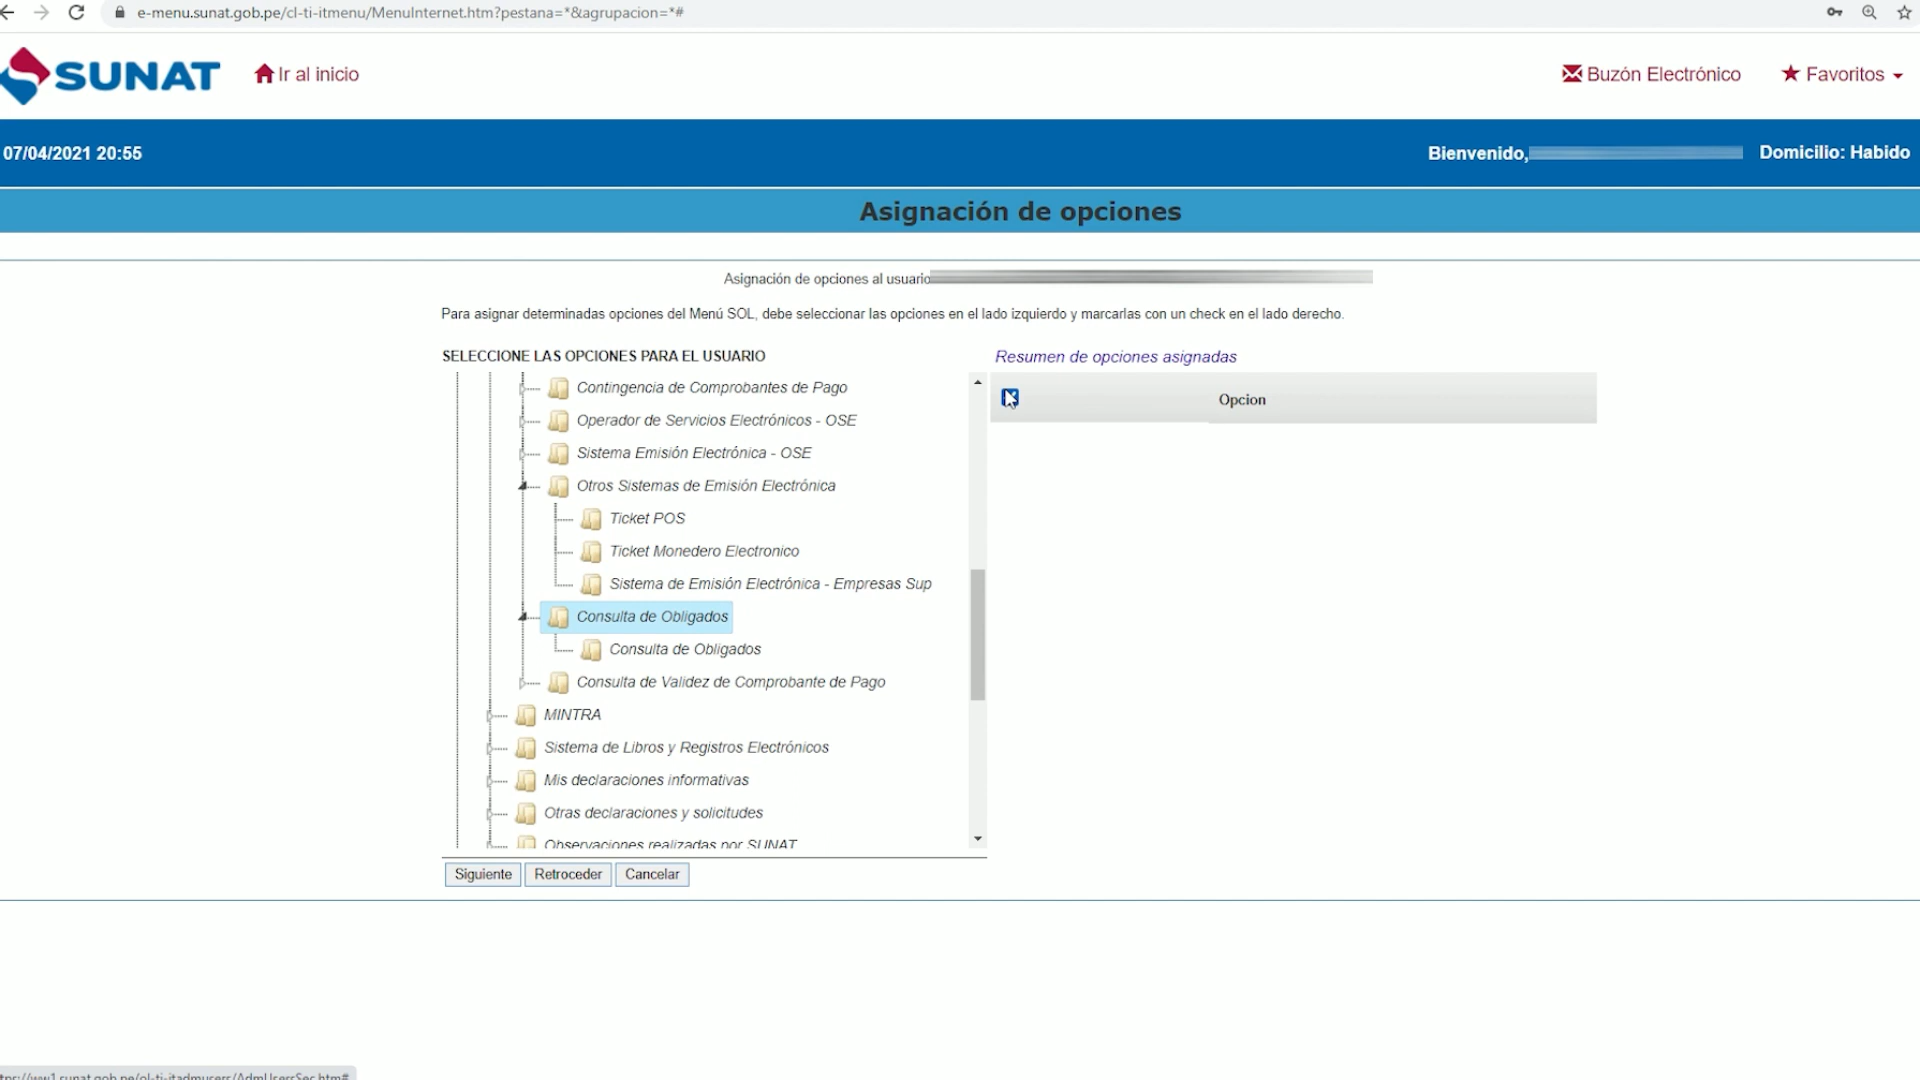 e-menu.sunat.gob.pe/cl-ti-itmenu/MenuInternet.htm?pestana=*&agrupacion=*#
SUNAT
Ir al inicio
Buzón Electrónico
Favoritos
07/04/2021 20:55
Bienvenido,
Domicilio: Habido
Asignación de opciones
Asignación de opciones al usuario
Para asignar determinadas opciones del Menú SOL, debe seleccionar las opciones en el lado izquierdo y marcarlas con un check en el lado derecho.
SELECCIONE LAS OPCIONES PARA EL USUARIO
Resumen de opciones asignadas
Opcion
Contingencia de Comprobantes de Pago
Operador de Servicios Electrónicos - OSE
Sistema Emisión Electrónica - OSE
Otros Sistemas de Emisión Electrónica
Ticket POS
Ticket Monedero Electronico
Sistema de Emisión Electrónica - Empresas Sup
Consulta de Obligados
Consulta de Obligados
Consulta de Validez de Comprobante de Pago
MINTRA
Sistema de Libros y Registros Electrónicos
Mis declaraciones informativas
Otras declaraciones y solicitudes
Observaciones realizadas por SUNAT
Siguiente
Retroceder
Cancelar